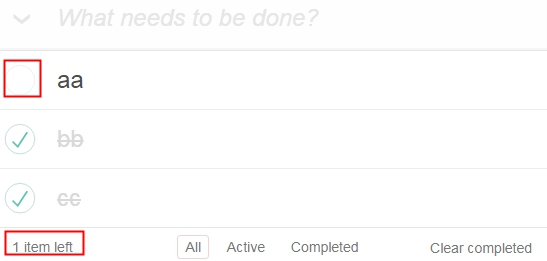 What needs to be done?
aa
bb
cc
1 item left All Active Completed Clear completed